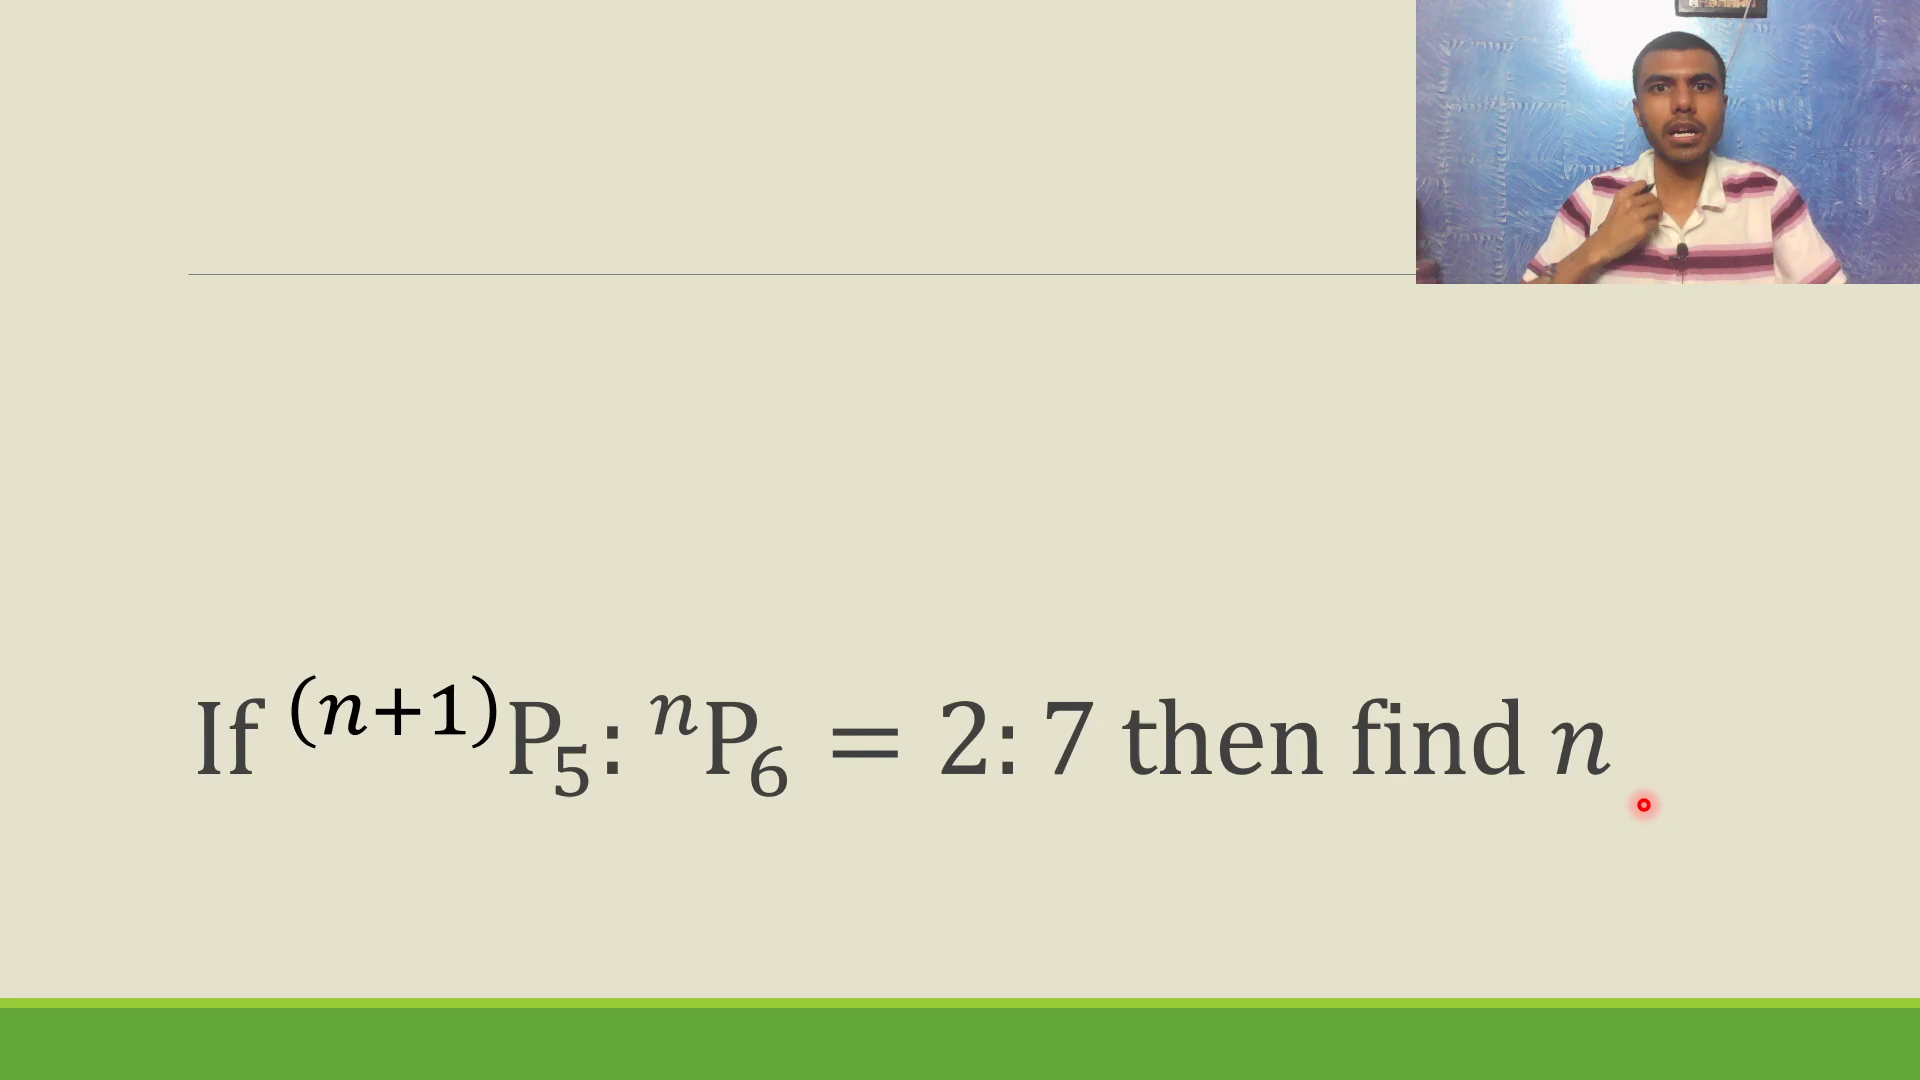 If ⁽ⁿ⁺¹⁾P₅: ⁿP₆ = 2: 7 then find n